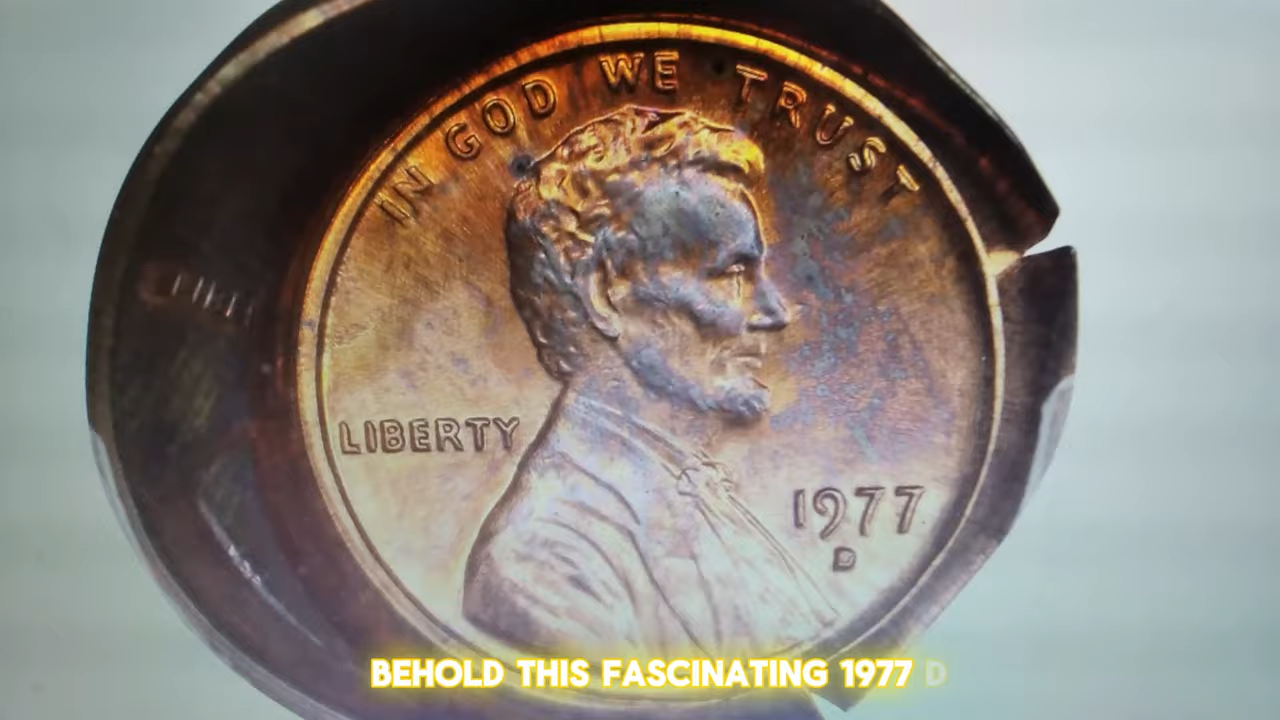 IN GOD WE TRUST
LIBERTY
1977
D
BEHOLD THIS FASCINATING 1977 D